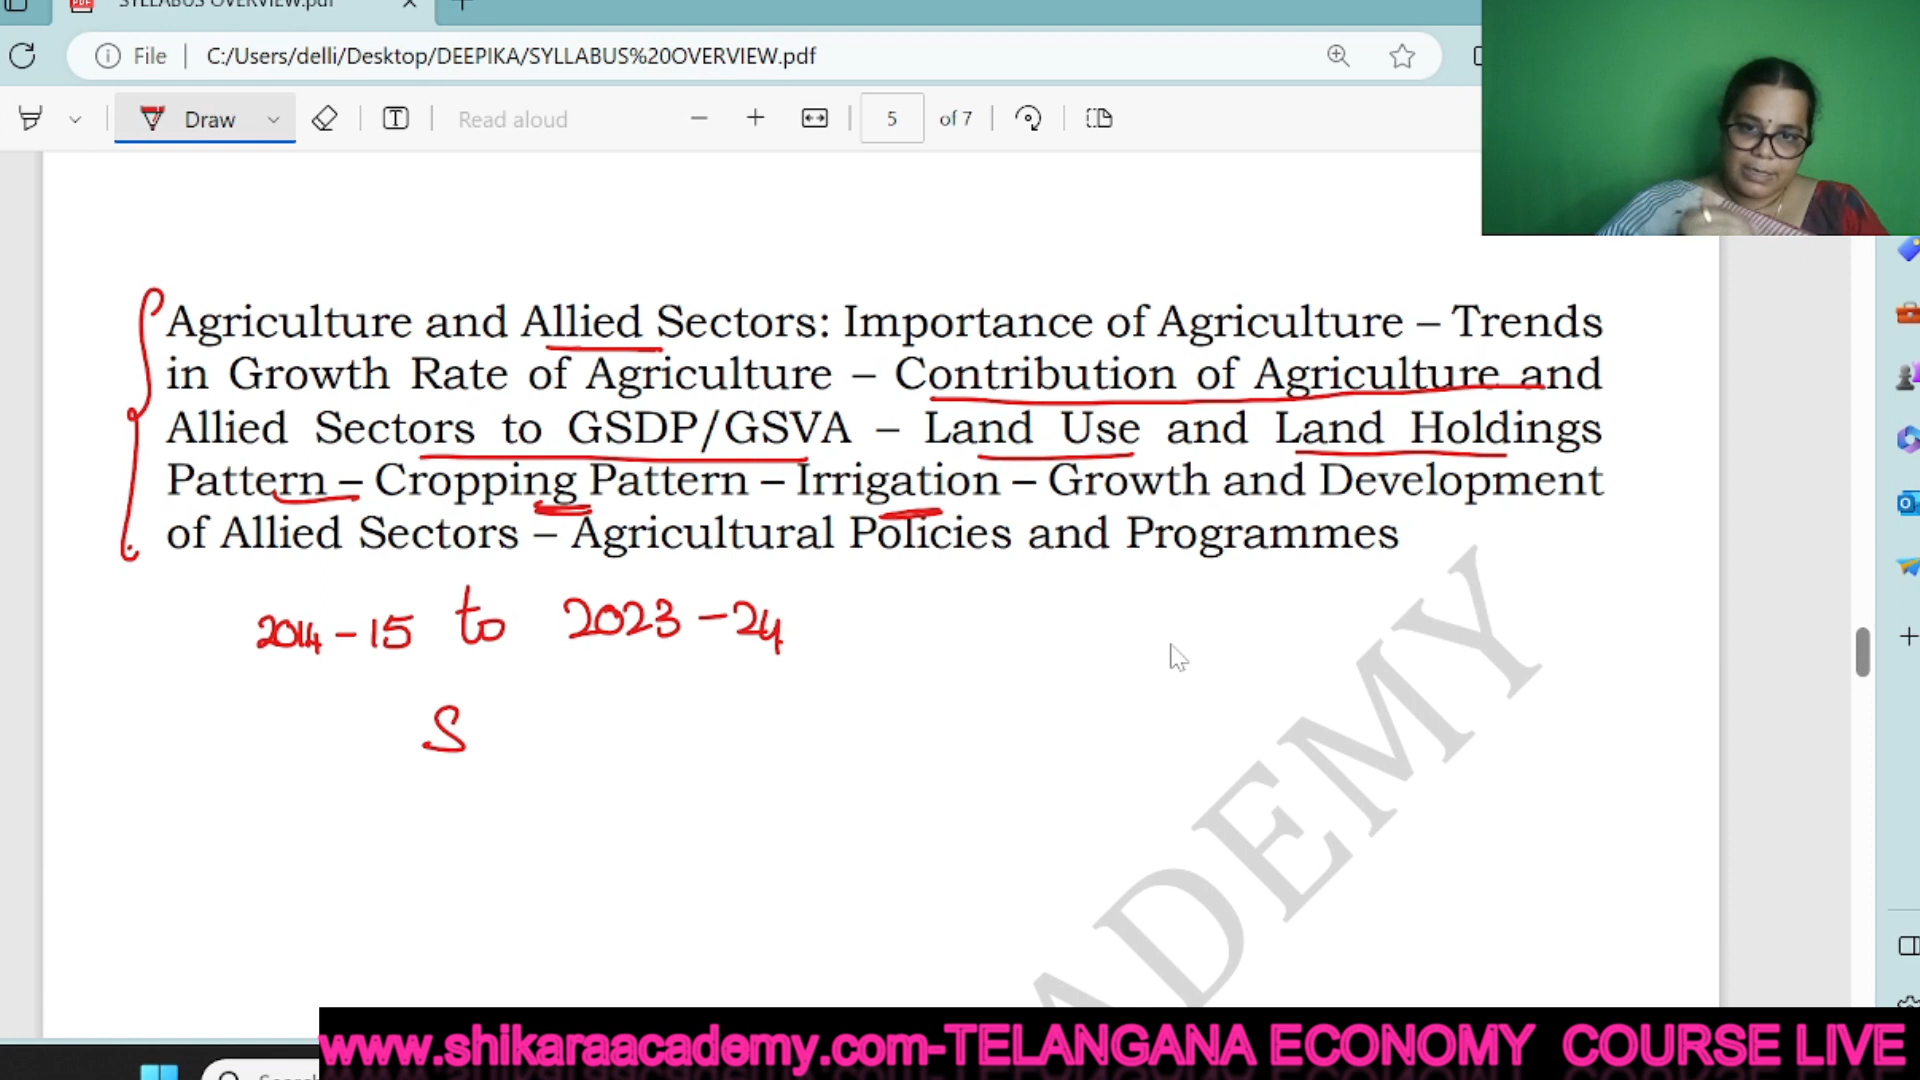 SYLLABUS OVERVIEW.pdf
File
C:/Users/delli/Desktop/DEEPIKA/SYLLABUS%20OVERVIEW.pdf
Draw
Read aloud
5
of 7
Agriculture and Allied Sectors: Importance of Agriculture – Trends
in Growth Rate of Agriculture – Contribution of Agriculture and
Allied Sectors to GSDP/GSVA – Land Use and Land Holdings
Pattern – Cropping Pattern – Irrigation – Growth and Development
of Allied Sectors – Agricultural Policies and Programmes
2014-15 to 2023-24
S
ADEMY
www.shikaraacademy.com-TELANGANA ECONOMY COURSE LIVE